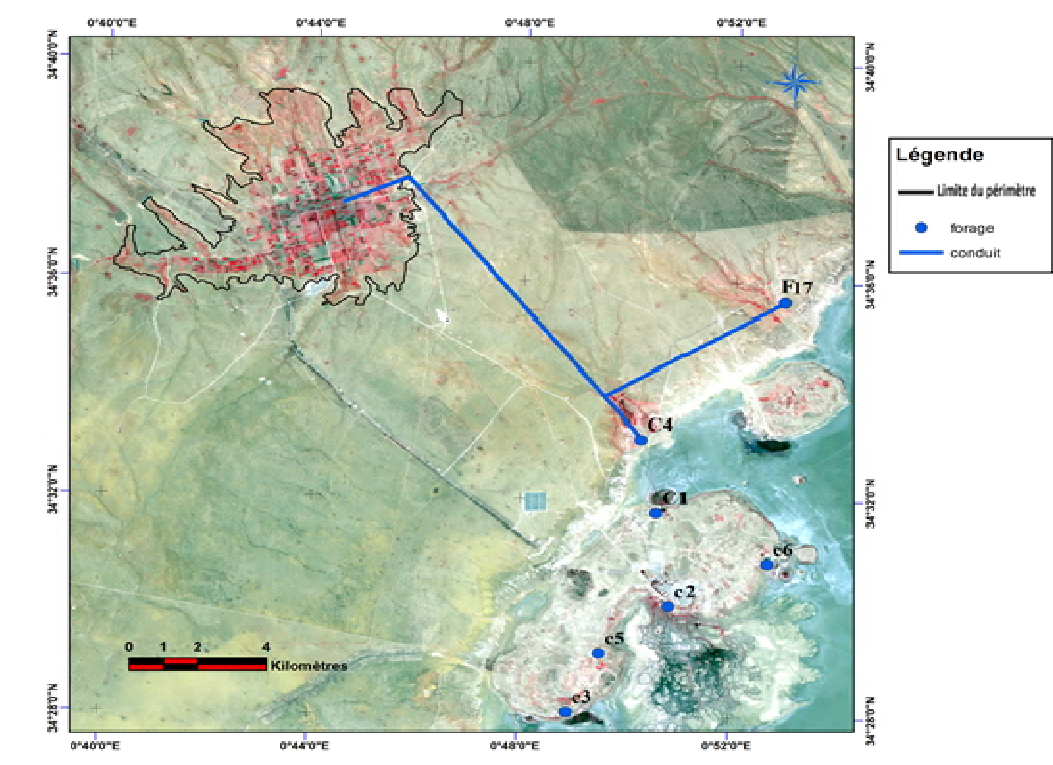 0°40'0"E 0°44'0"E 0°48'0"E 0°52'0"E
34°40'0"N
34°36'0"N
34°32'0"N
34°28'0"N
34°40'0"N
34°36'0"N
34°32'0"N
34°28'0"N
F17
C4
C1
c6
c2
c5
c3
0 1 2 4
Kilomètres
0°40'0"E 0°44'0"E 0°48'0"E 0°52'0"E
Légende
Limite du périmètre
forage
conduit